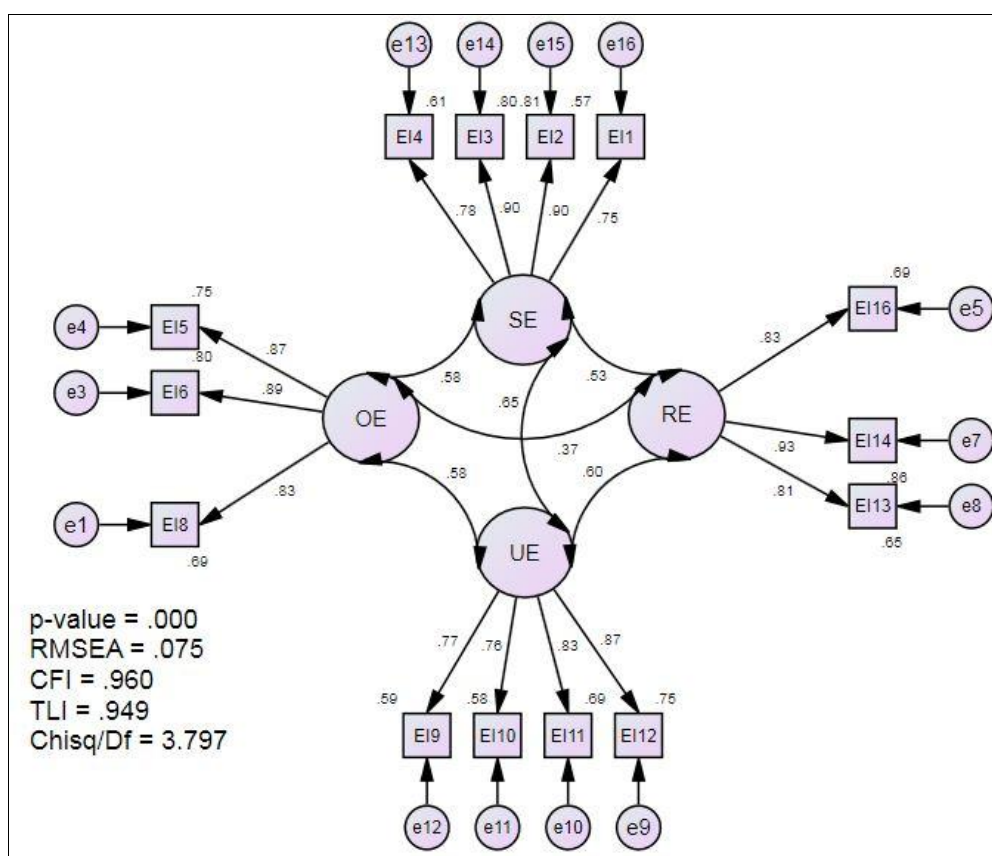 e13 e14 e15 e16
.61 .80 .81 .57
EI4 EI3 EI2 EI1
.78 .90 .90 .75
.69
SE
EI16 e5
.75
e4 EI5
.83
.87
.80
.58 .53
e3 EI6
.89
.65
OE RE
.37
.93 EI14 e7
.58 .60
.86
.83 .81
EI13 e8
e1 EI8
.65
.69
UE
p-value = .000
RMSEA = .075
CFI = .960
TLI = .949
Chisq/Df = 3.797
.77 .76 .83 .87
.59 .58 .69 .75
EI9 EI10 EI11 EI12
e12 e11 e10 e9